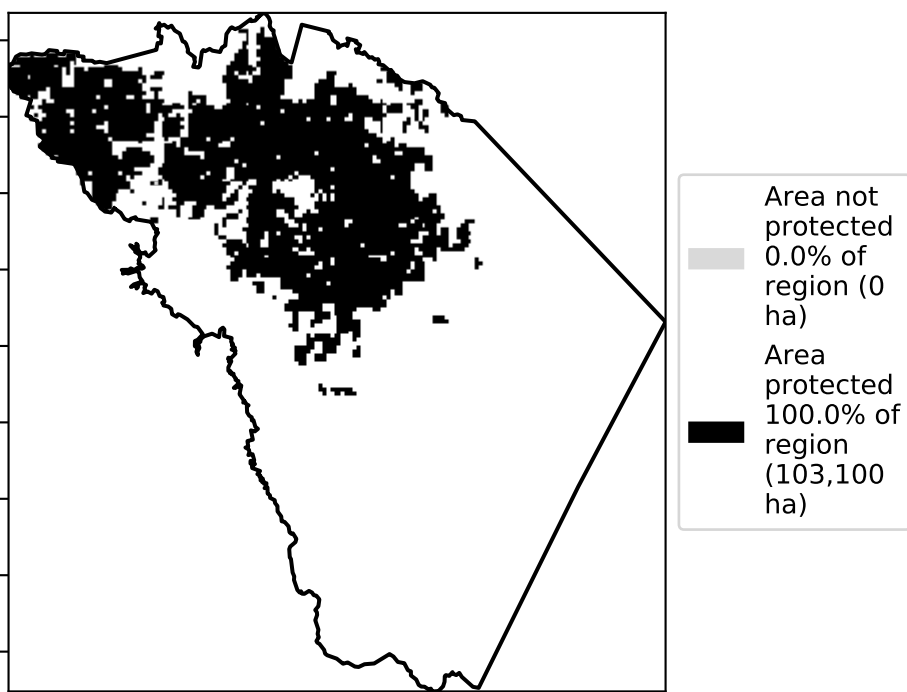 Area not
protected
0.0% of
region (0
ha)
Area
protected
100.0% of
region
(103,100
ha)